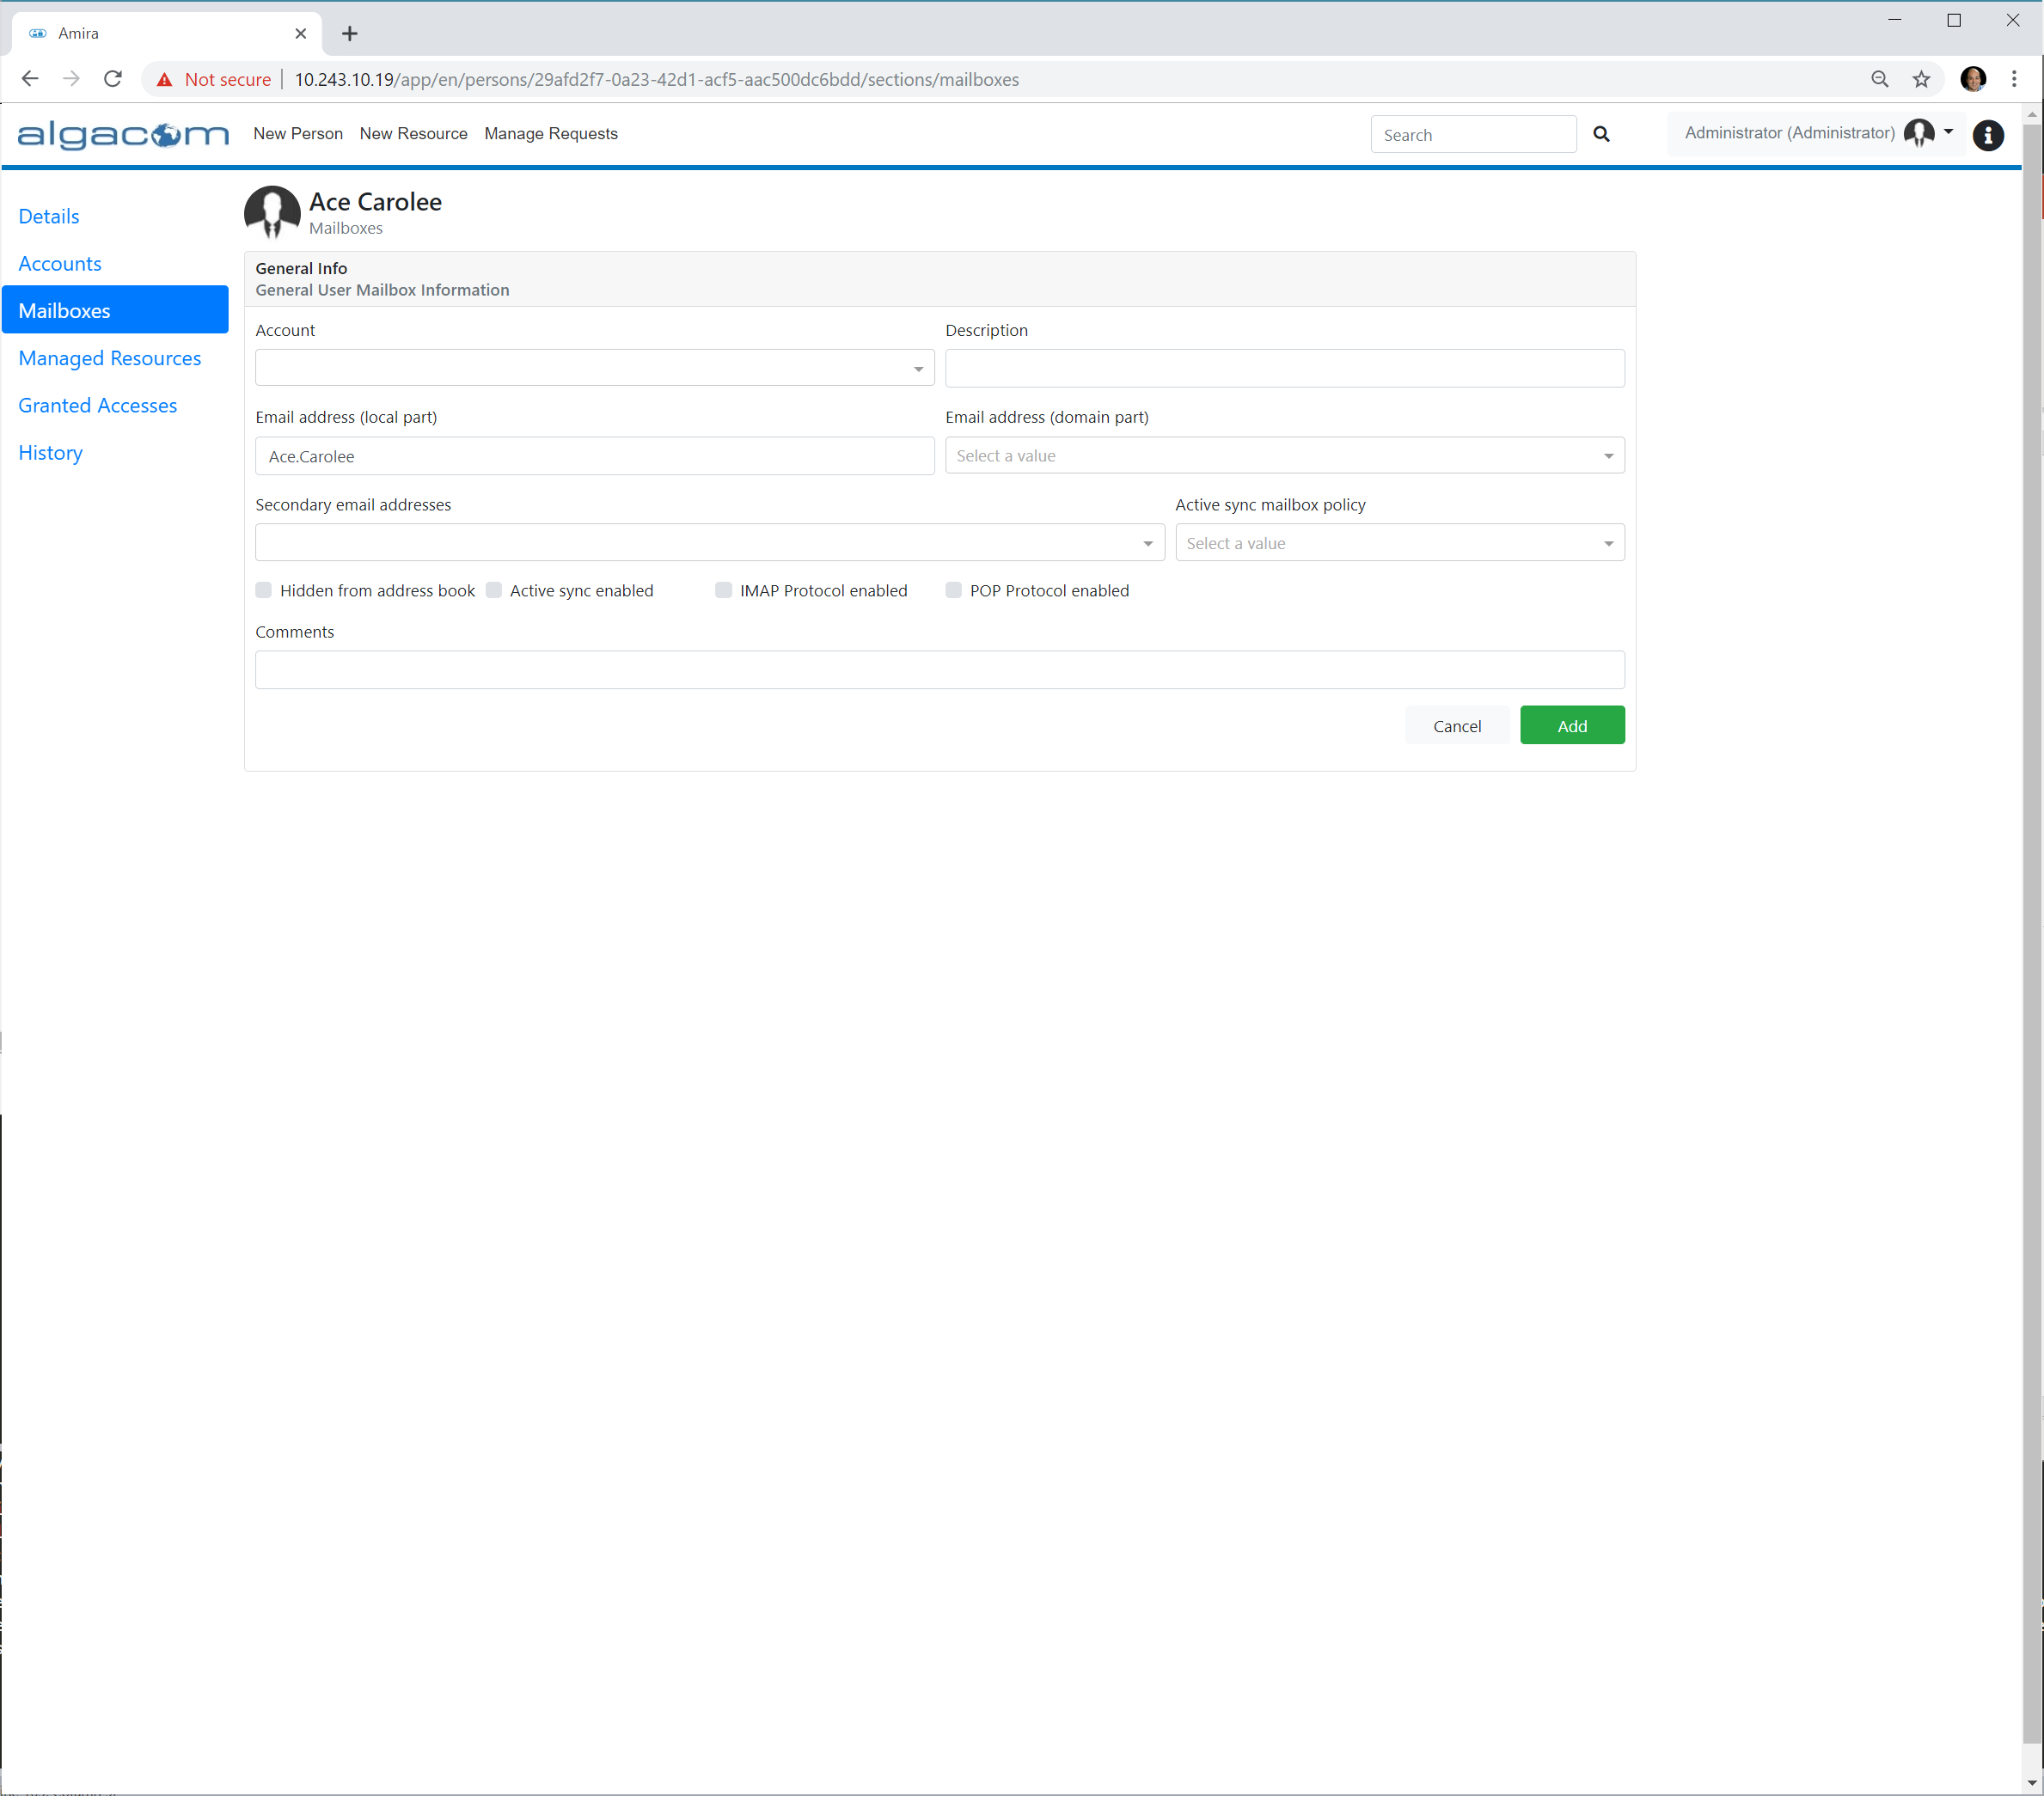 Amira
Not secure 10.243.10.19/app/en/persons/29afd2f7-0a23-42d1-acf5-aac500dc6bdd/sections/mailboxes
algacom New Person New Resource Manage Requests Search Administrator (Administrator)
Details
Accounts
Mailboxes
Managed Resources
Granted Accesses
History
Ace Carolee
Mailboxes
General Info
General User Mailbox Information
Account Description
Email address (local part) Email address (domain part)
Ace.Carolee Select a value
Secondary email addresses Active sync mailbox policy
Select a value
Hidden from address book Active sync enabled IMAP Protocol enabled POP Protocol enabled
Comments
Cancel Add